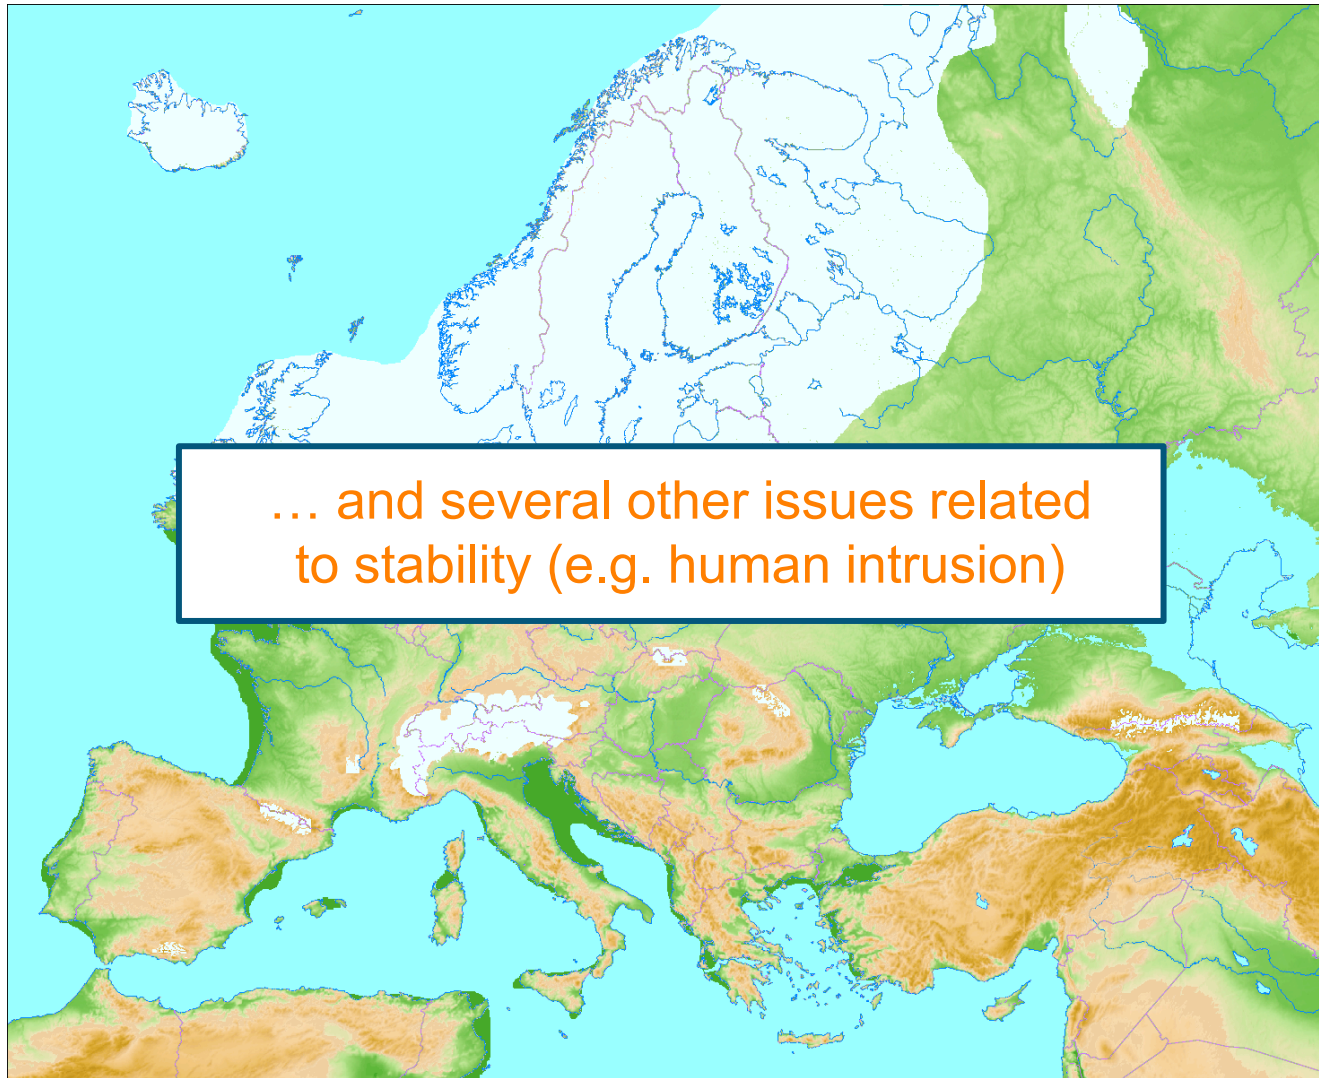 … and several other issues related
to stability (e.g. human intrusion)